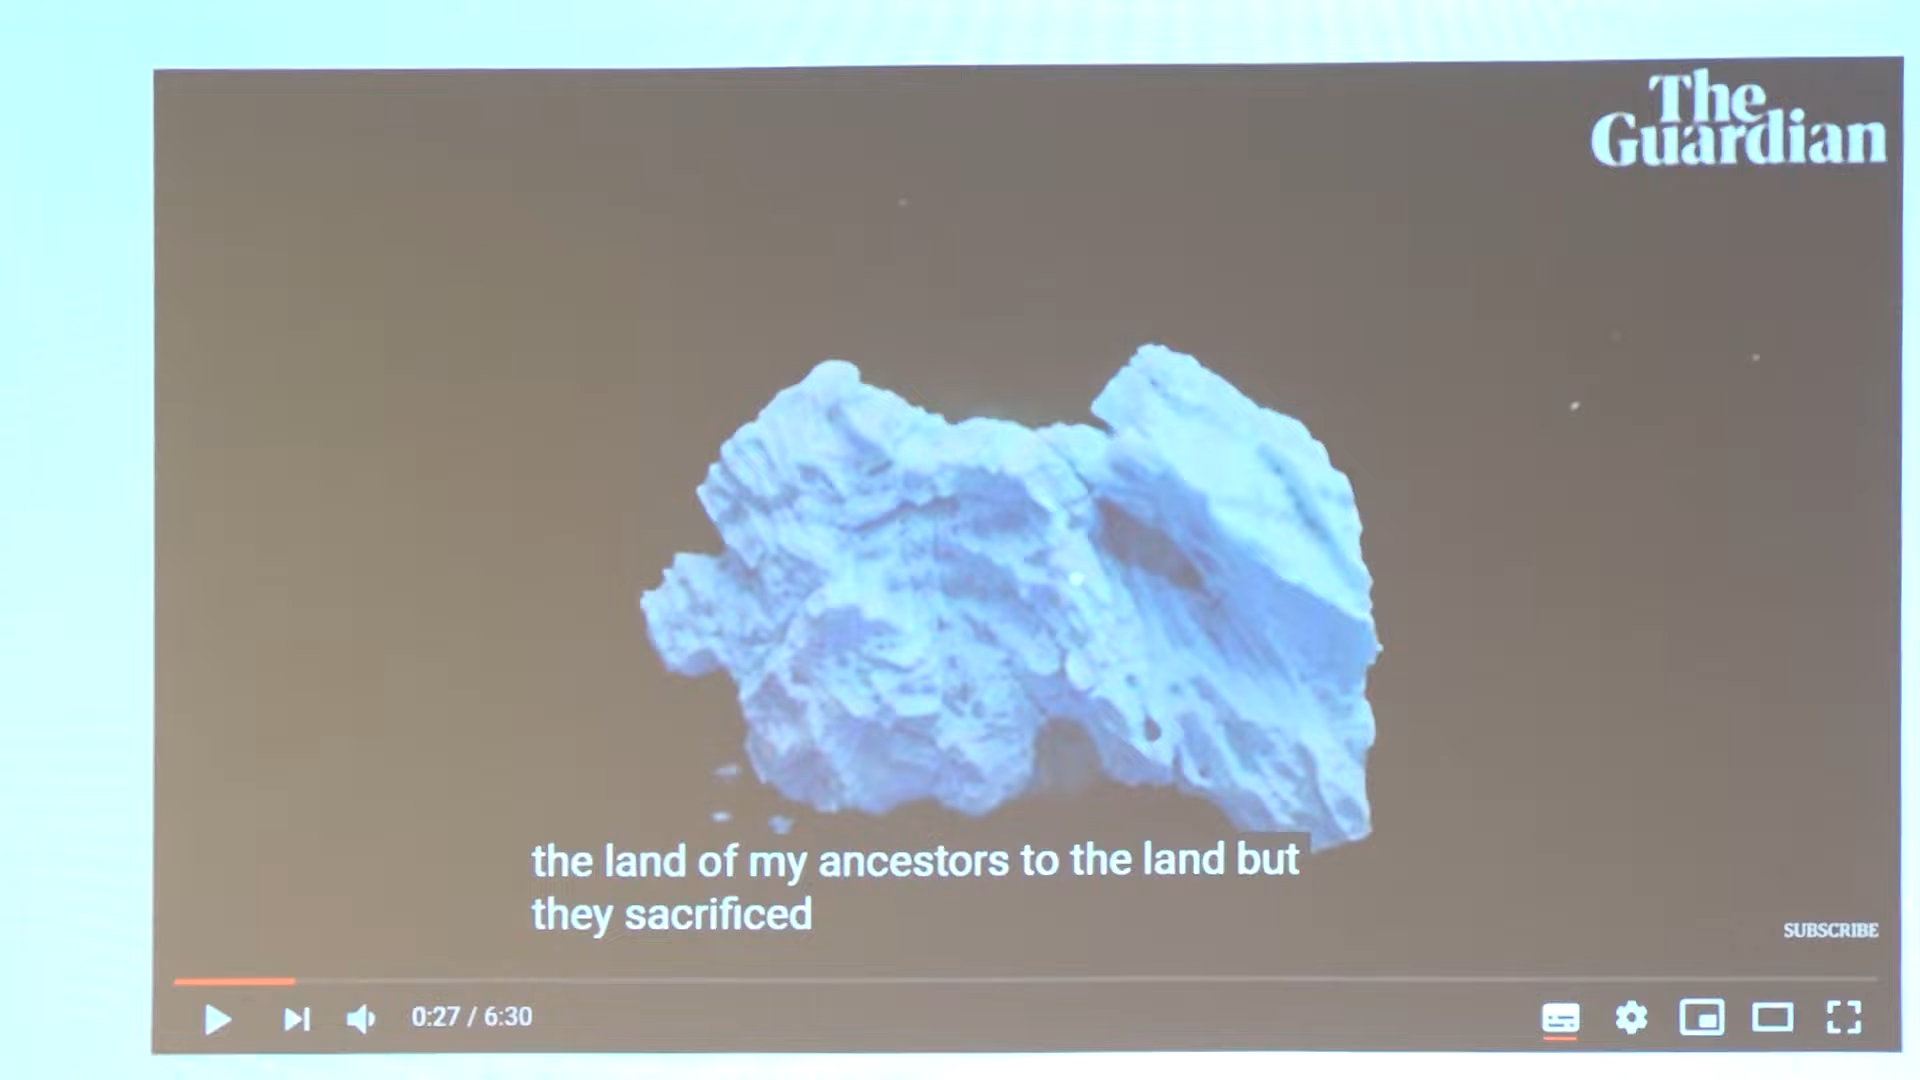 The
Guardian
the land of my ancestors to the land but
they sacrificed
SUBSCRIBE
0:27 / 6:30